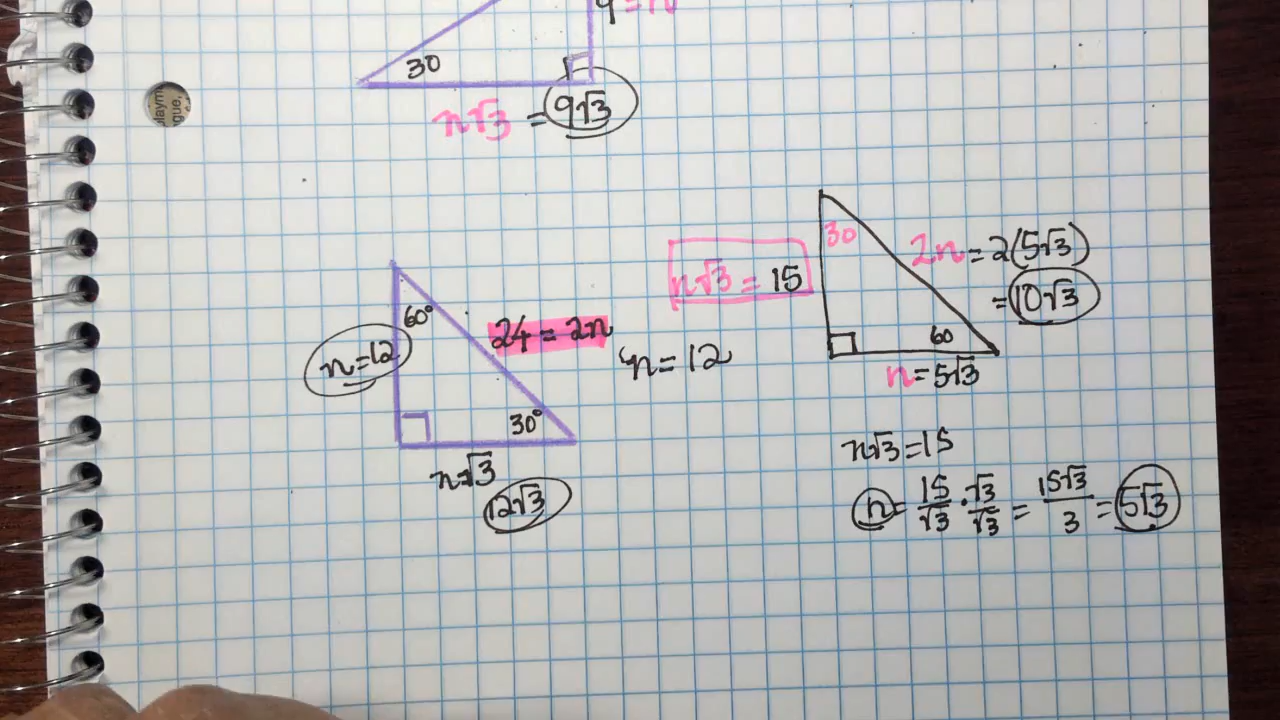 9=n
30
n√3 = 9√3
60°
n=12
24 = 2n
n = 12
30°
n√3
12√3
30
n√3 = 15
2n = 2(5√3)
= 10√3
60
n = 5√3
n√3 = 15
n = 15/√3 · √3/√3 = 15√3/3 = 5√3